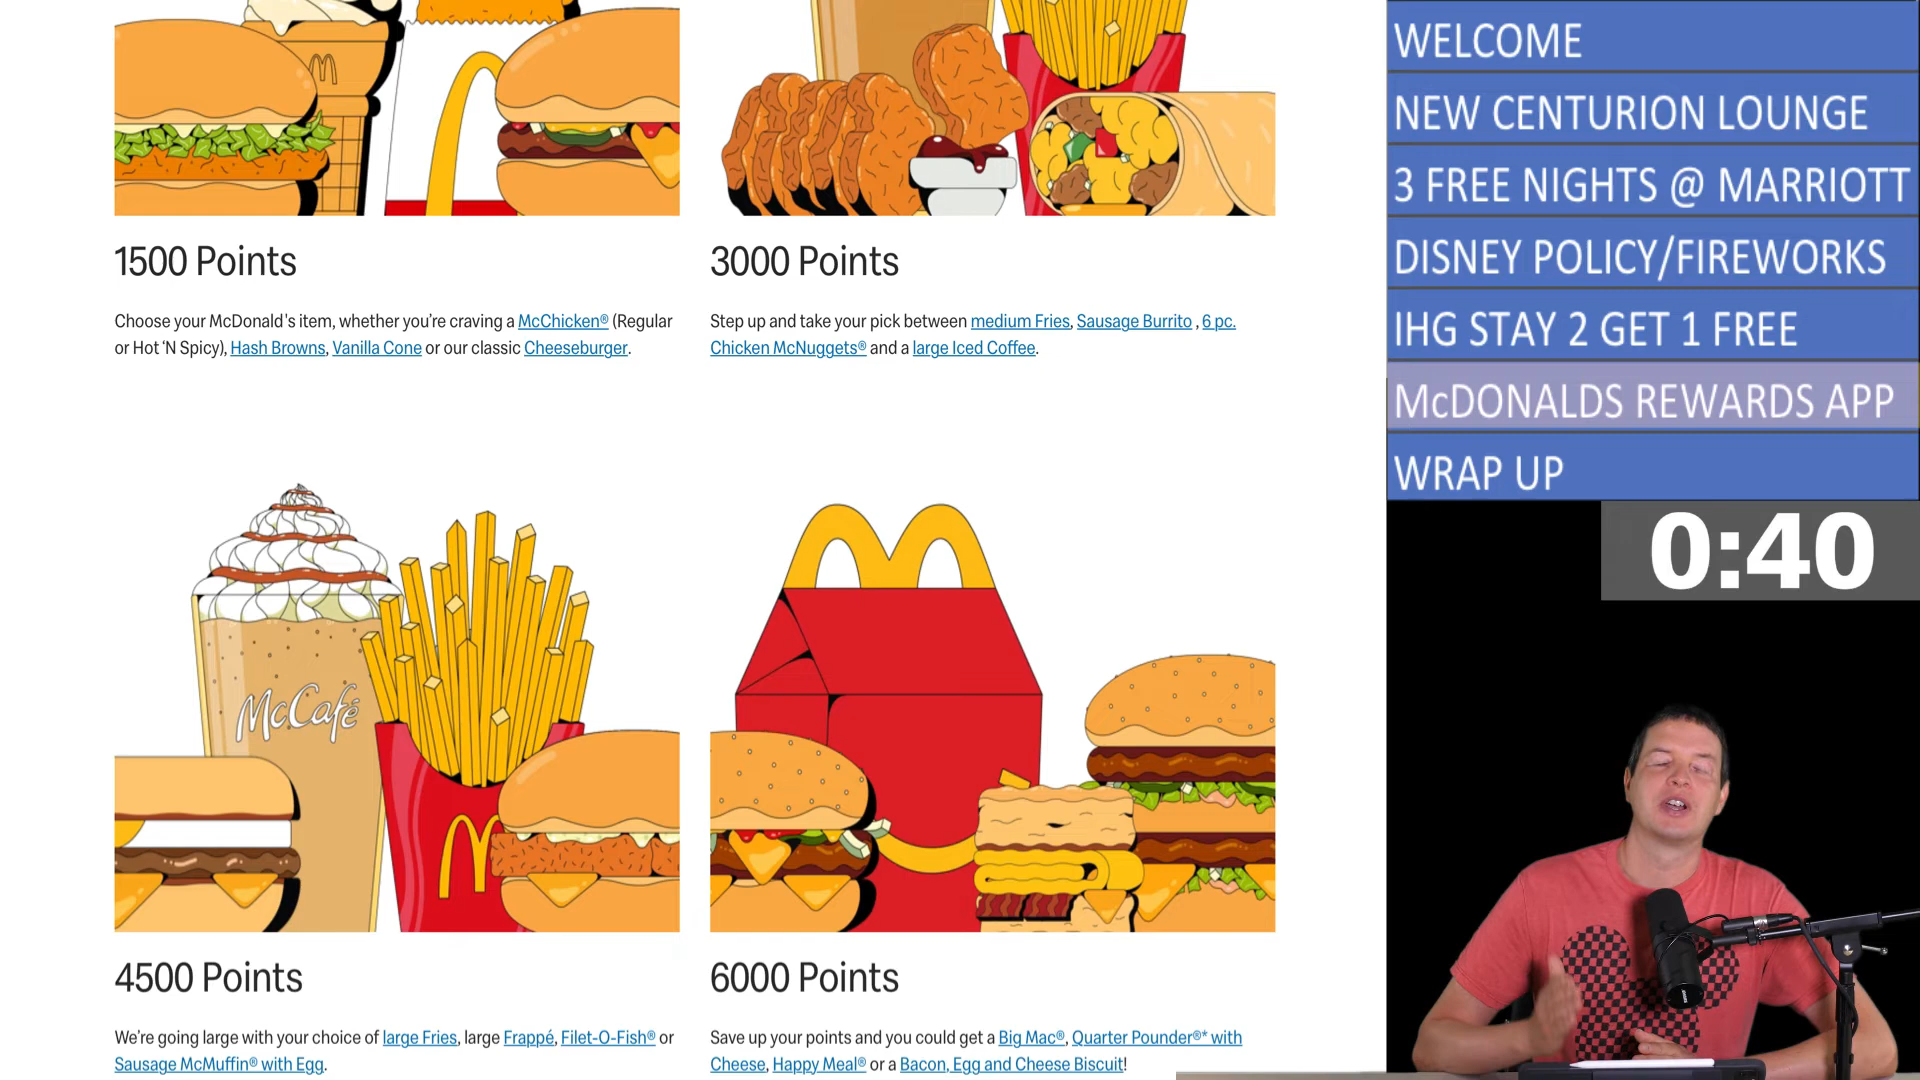 1500 Points
Choose your McDonald's item, whether you're craving a McChicken® (Regular
or Hot 'N Spicy), Hash Browns, Vanilla Cone or our classic Cheeseburger.
3000 Points
Step up and take your pick between medium Fries, Sausage Burrito , 6 pc.
Chicken McNuggets® and a large Iced Coffee.
McCafé
4500 Points
We're going large with your choice of large Fries, large Frappé, Filet-O-Fish® or
Sausage McMuffin® with Egg.
6000 Points
Save up your points and you could get a Big Mac®, Quarter Pounder®* with
Cheese, Happy Meal® or a Bacon, Egg and Cheese Biscuit!
WELCOME
NEW CENTURION LOUNGE
3 FREE NIGHTS @ MARRIOTT
DISNEY POLICY/FIREWORKS
IHG STAY 2 GET 1 FREE
McDONALDS REWARDS APP
WRAP UP
0:40